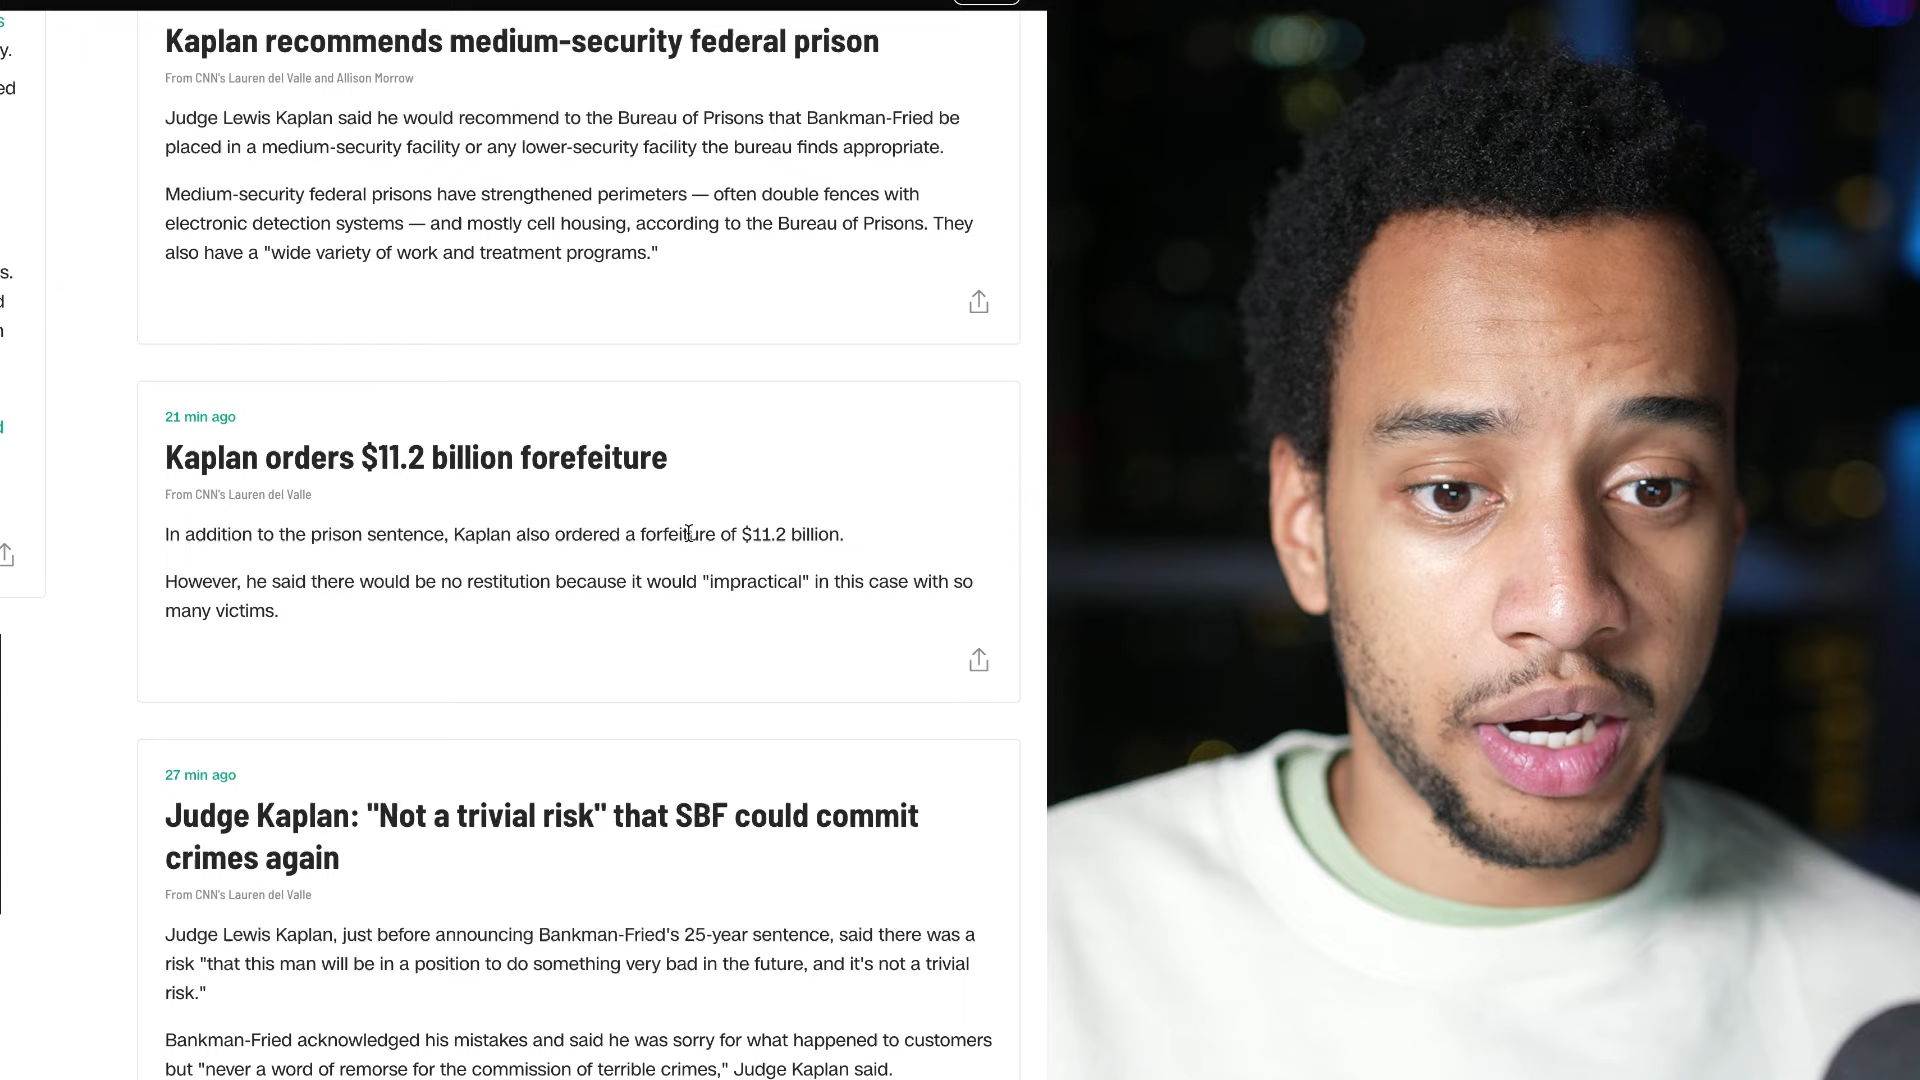 s
y.
ed
s.
d
n
d
Kaplan recommends medium-security federal prison
From CNN's Lauren del Valle and Allison Morrow
Judge Lewis Kaplan said he would recommend to the Bureau of Prisons that Bankman-Fried be
placed in a medium-security facility or any lower-security facility the bureau finds appropriate.
Medium-security federal prisons have strengthened perimeters — often double fences with
electronic detection systems — and mostly cell housing, according to the Bureau of Prisons. They
also have a "wide variety of work and treatment programs."
21 min ago
Kaplan orders $11.2 billion forefeiture
From CNN's Lauren del Valle
In addition to the prison sentence, Kaplan also ordered a forfeiture of $11.2 billion.
However, he said there would be no restitution because it would "impractical" in this case with so
many victims.
27 min ago
Judge Kaplan: "Not a trivial risk" that SBF could commit
crimes again
From CNN's Lauren del Valle
Judge Lewis Kaplan, just before announcing Bankman-Fried's 25-year sentence, said there was a
risk "that this man will be in a position to do something very bad in the future, and it's not a trivial
risk."
Bankman-Fried acknowledged his mistakes and said he was sorry for what happened to customers
but "never a word of remorse for the commission of terrible crimes," Judge Kaplan said.